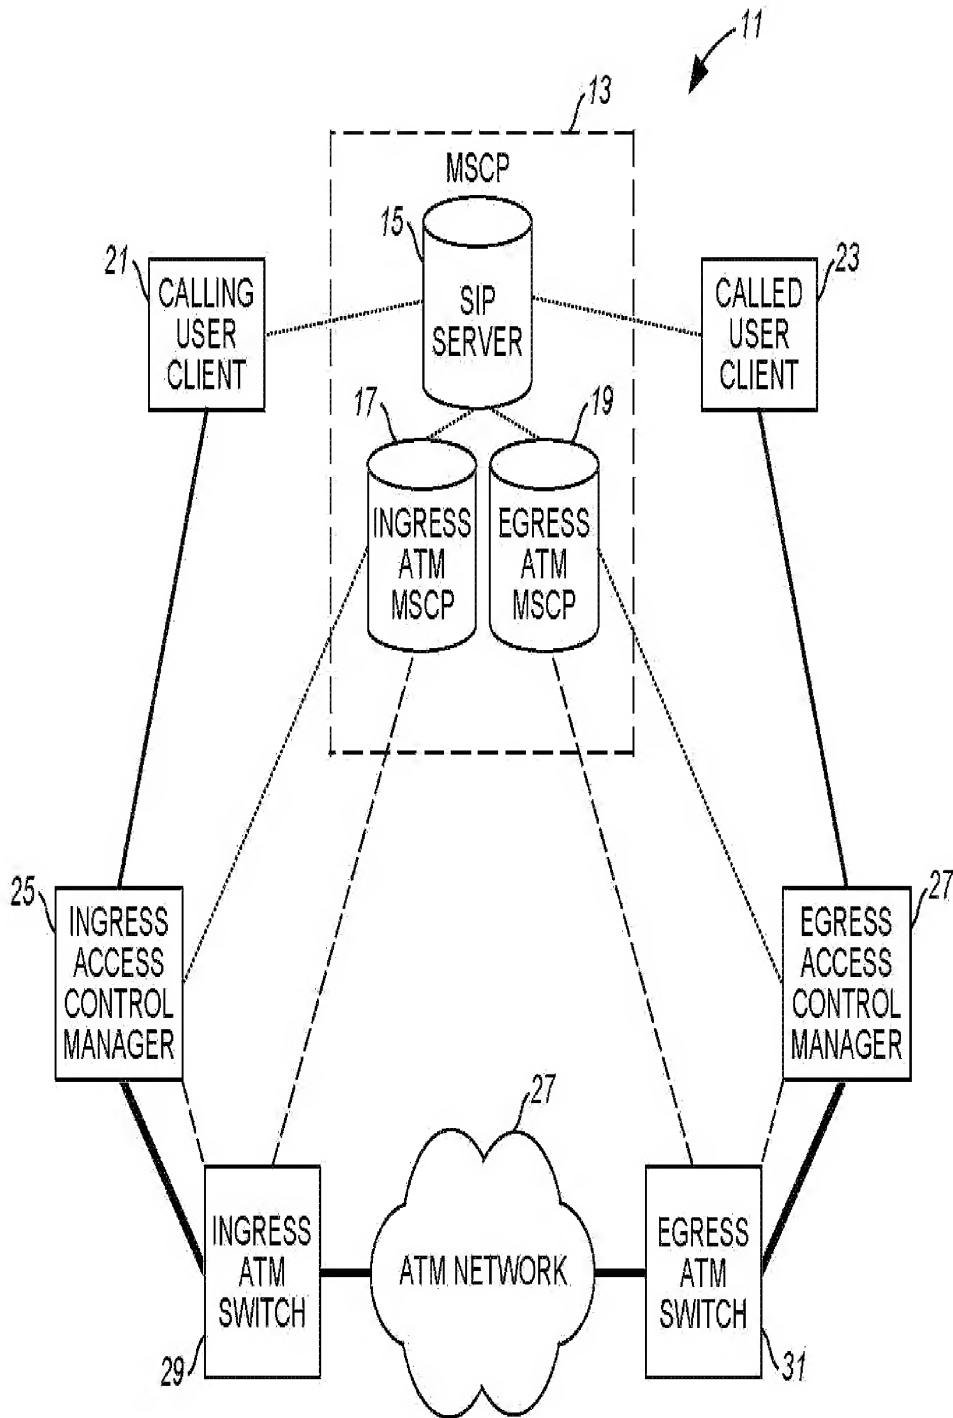 11
13
MSCP
15
SIP
SERVER
21
CALLING
USER
CLIENT
23
CALLED
USER
CLIENT
17
INGRESS
ATM
MSCP
19
EGRESS
ATM
MSCP
25
INGRESS
ACCESS
CONTROL
MANAGER
27
EGRESS
ACCESS
CONTROL
MANAGER
27
ATM NETWORK
INGRESS
ATM
SWITCH
29
EGRESS
ATM
SWITCH
31